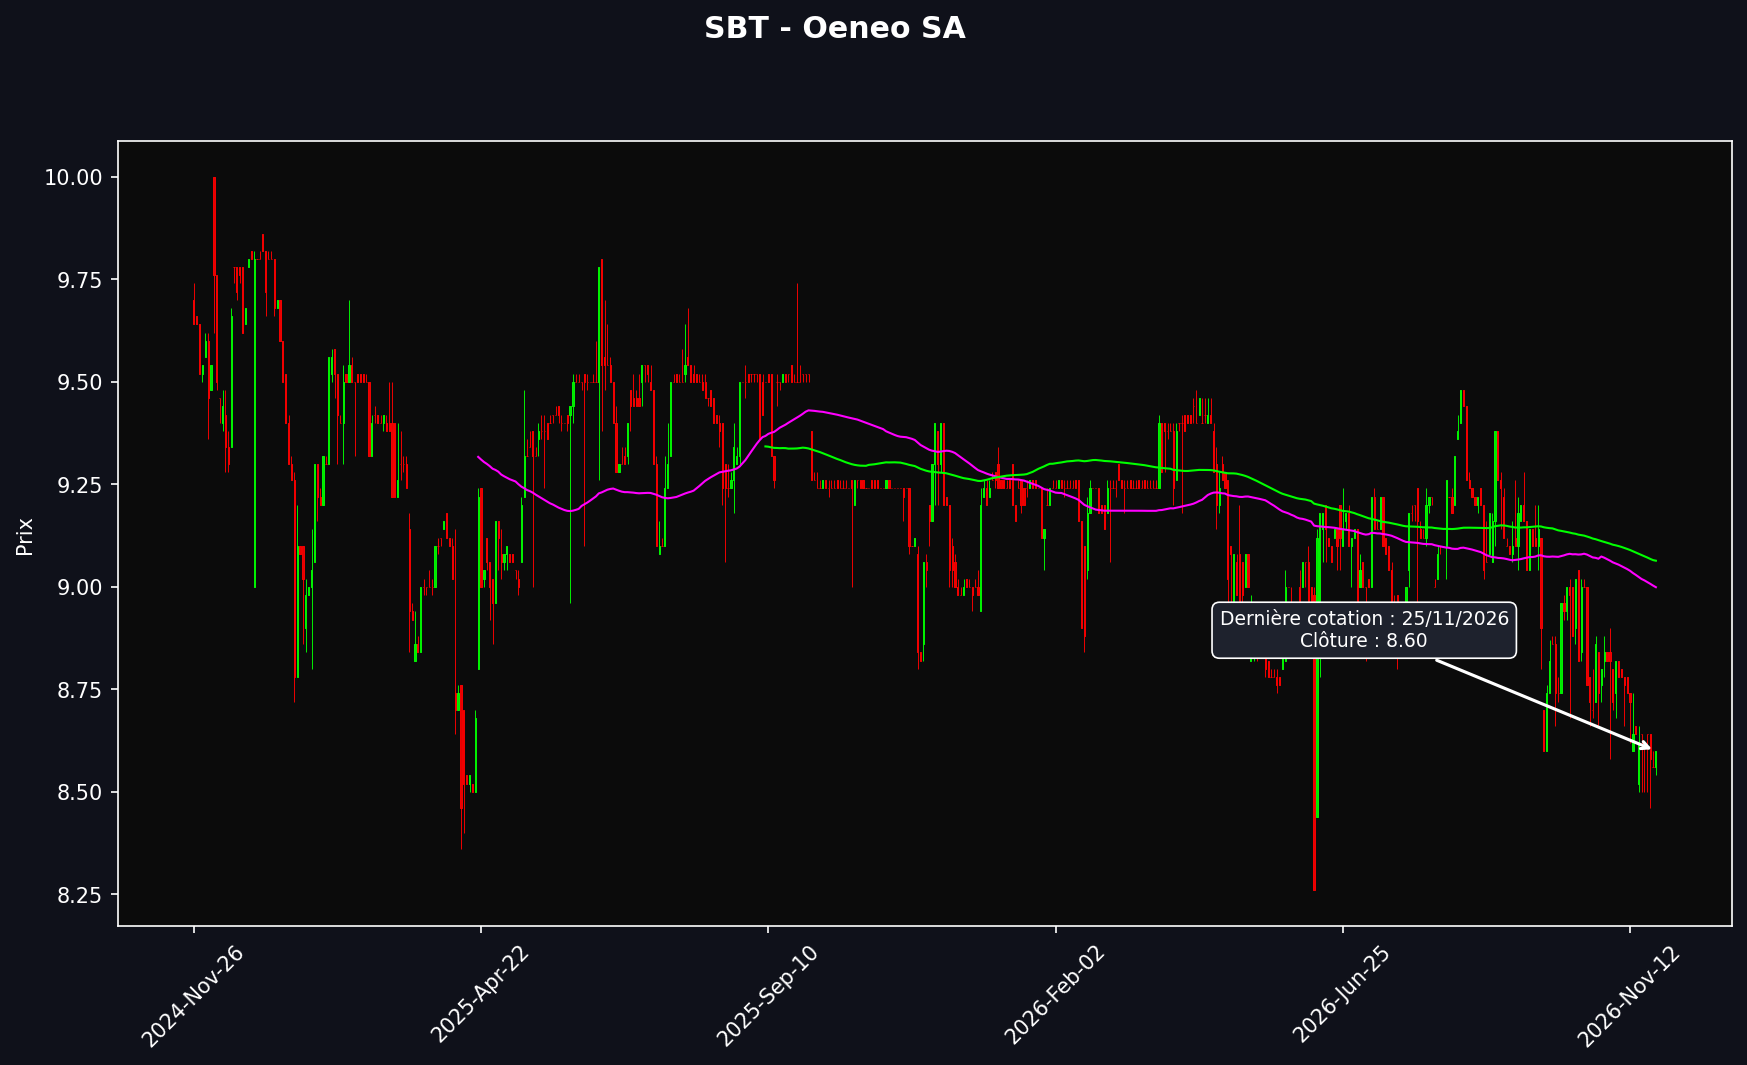 SBT - Oeneo SA
Prix
10.00
9.75
9.50
9.25
9.00
8.75
8.50
8.25
Dernière cotation : 25/11/2026
Clôture : 8.60
2024-Nov-26
2025-Apr-22
2025-Sep-10
2026-Feb-02
2026-Jun-25
2026-Nov-12